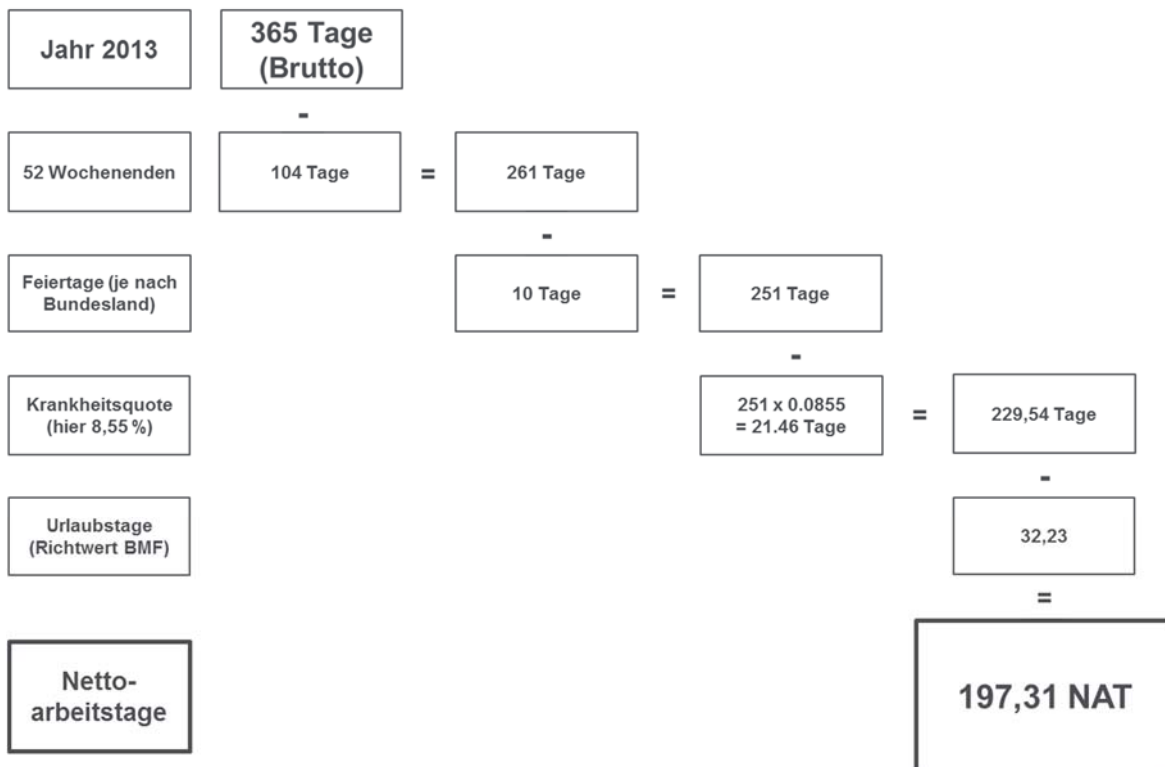 Jahr 2013
365 Tage
(Brutto)
-
52 Wochenenden
104 Tage
=
261 Tage
-
Feiertage (je nach
Bundesland)
10 Tage
=
251 Tage
-
Krankheitsquote
(hier 8,55 %)
251 x 0.0855
= 21.46 Tage
=
229,54 Tage
-
Urlaubstage
(Richtwert BMF)
32,23
=
Netto-
arbeitstage
197,31 NAT